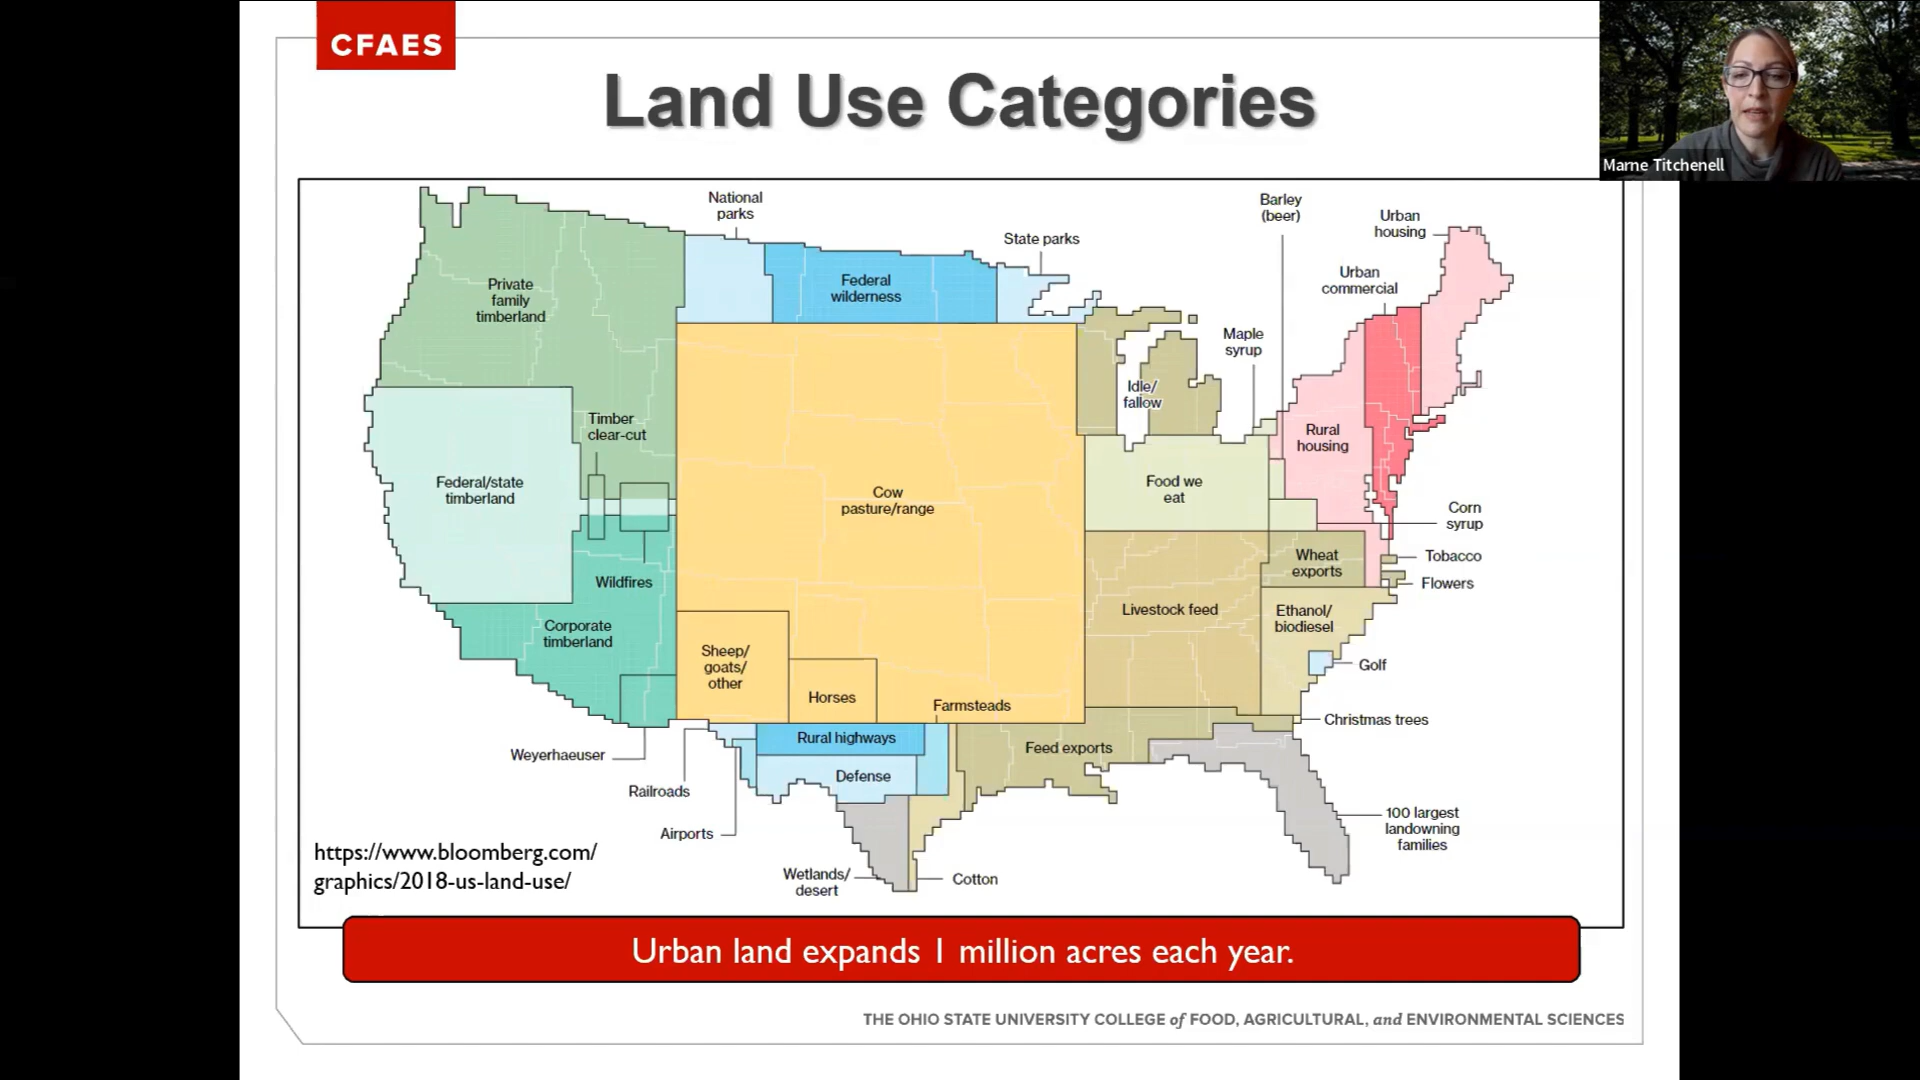 CFAES
Land Use Categories
Marne Titchenell
National
parks
State parks
Barley
(beer)
Urban
housing
Urban
commercial
Private
family
timberland
Federal
wilderness
Maple
syrup
Idle/
fallow
Timber
clear-cut
Rural
housing
Federal/state
timberland
Cow
pasture/range
Food we
eat
Corn
syrup
Wheat
exports
Tobacco
Flowers
Wildfires
Livestock feed
Ethanol/
biodiesel
Corporate
timberland
Sheep/
goats/
other
Golf
Horses
Farmsteads
Christmas trees
Rural highways
Feed exports
Weyerhaeuser
Defense
Railroads
Airports
100 largest
landowning
families
Wetlands/
desert
Cotton
https://www.bloomberg.com/
graphics/2018-us-land-use/
Urban land expands 1 million acres each year.
THE OHIO STATE UNIVERSITY COLLEGE of FOOD, AGRICULTURAL, and ENVIRONMENTAL SCIENCES